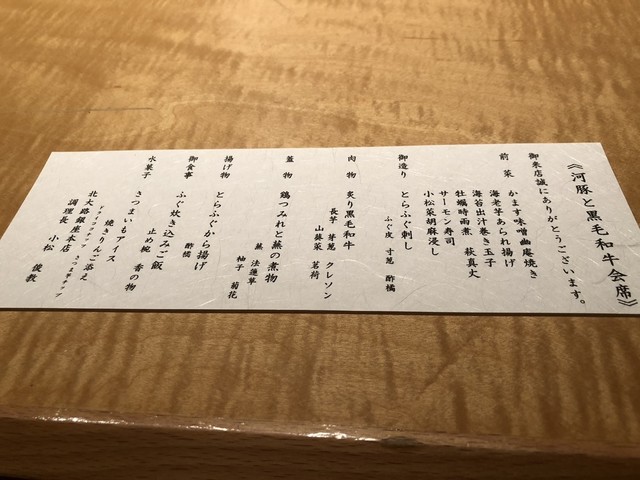 《河豚と黒毛和牛会席》
御来店誠にありがとうございます。
前菜 かます味噌幽庵焼き
海老芋あられ揚げ
海苔出汁巻き玉子
牡蠣時雨煮 萩真丈
サーモン寿司
小松菜胡麻浸し
御造り とらふぐ刺し
ふぐ皮 寸葱 酢橘
肉物 炙り黒毛和牛
長芋 芽葱 クレソン
山藤菜 茗荷
蓋物 鶏つみれと蕪の煮物
蕪 法蓮草
柚子 菊花
揚げ物 とらふぐから揚げ
酢橘
御食事 ふぐ炊き込みご飯
止め椀 香の物
水菓子 さつまいもアイス
焼きりんご添え
さつま芋チップ
北大路銀座本店
調理長 小松 俊教